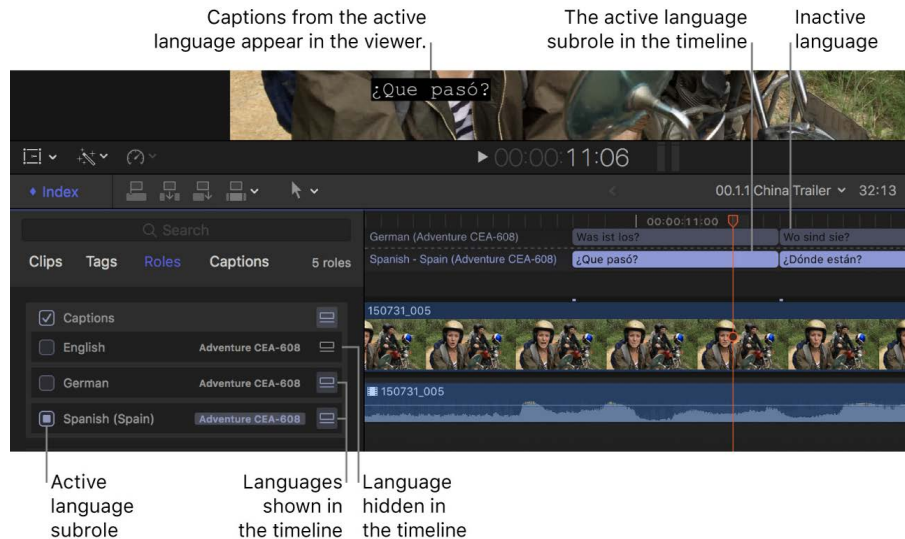 Captions from the active
language appear in the viewer.
The active language
subrole in the timeline
Inactive
language
¿Que pasó?
00:00:11:06
Index
00.1.1 China Trailer
32:13
Search
00:00:11:00
German (Adventure CEA-608)
Was ist los?
Wo sind sie?
Clips
Tags
Roles
Captions
5 roles
Spanish - Spain (Adventure CEA-608)
¿Que pasó?
¿Dónde están?
Captions
150731_005
English
Adventure CEA-608
German
Adventure CEA-608
150731_005
Spanish (Spain)
Adventure CEA-608
Active
language
subrole
Languages
shown in
the timeline
Language
hidden in
the timeline